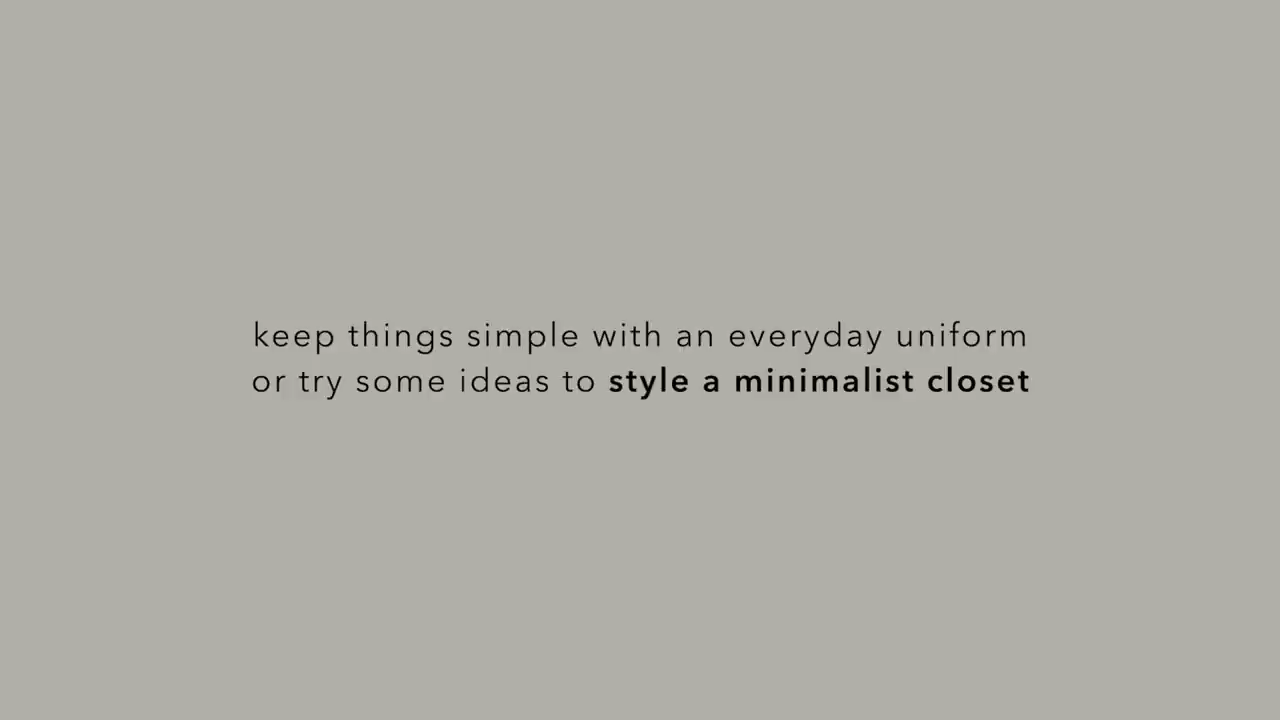 keep things simple with an everyday uniform
or try some ideas to style a minimalist closet